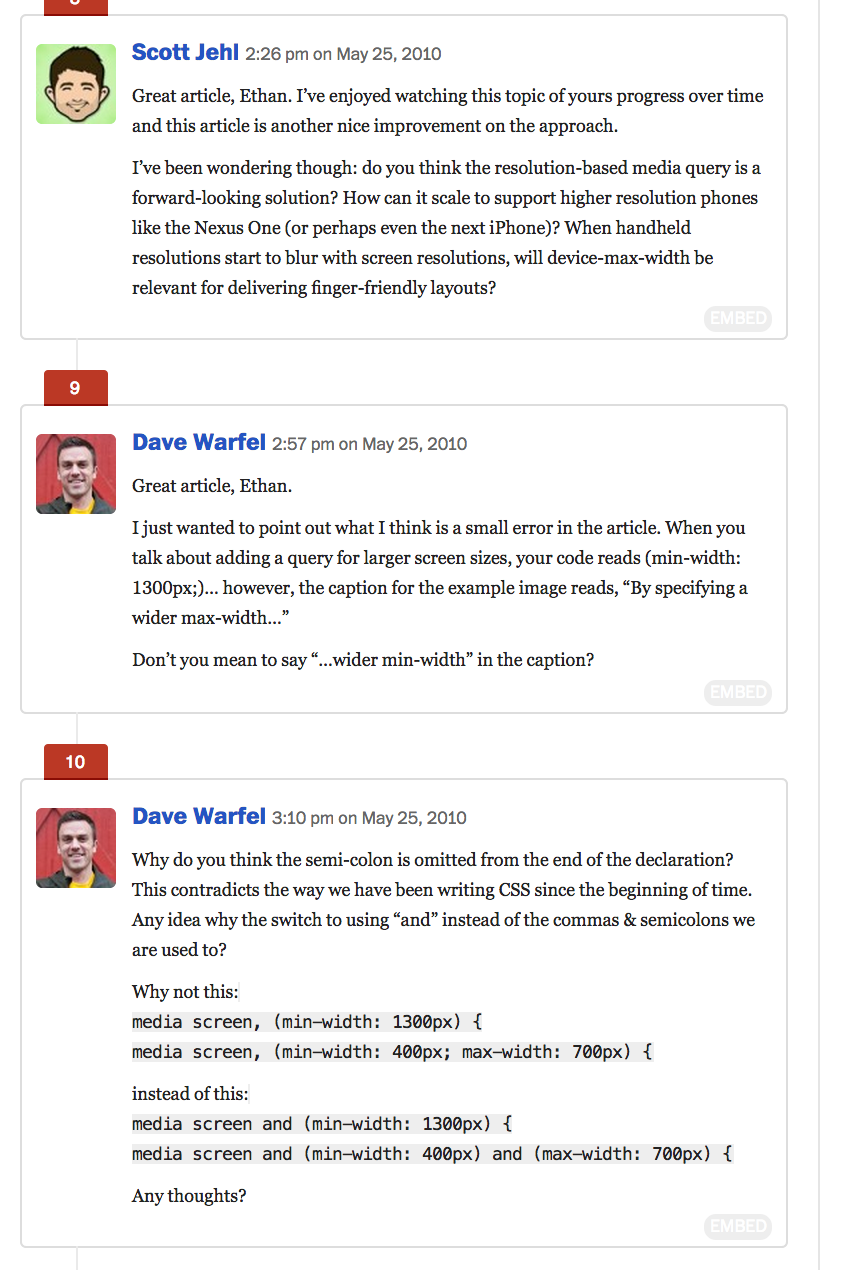 Scott Jehl 2:26 pm on May 25, 2010
Great article, Ethan. I’ve enjoyed watching this topic of yours progress over time
and this article is another nice improvement on the approach.
I’ve been wondering though: do you think the resolution-based media query is a
forward-looking solution? How can it scale to support higher resolution phones
like the Nexus One (or perhaps even the next iPhone)? When handheld
resolutions start to blur with screen resolutions, will device-max-width be
relevant for delivering finger-friendly layouts?
EMBED
9
Dave Warfel 2:57 pm on May 25, 2010
Great article, Ethan.
I just wanted to point out what I think is a small error in the article. When you
talk about adding a query for larger screen sizes, your code reads (min-width:
1300px;)… however, the caption for the example image reads, “By specifying a
wider max-width…”
Don’t you mean to say “…wider min-width” in the caption?
EMBED
10
Dave Warfel 3:10 pm on May 25, 2010
Why do you think the semi-colon is omitted from the end of the declaration?
This contradicts the way we have been writing CSS since the beginning of time.
Any idea why the switch to using “and” instead of the commas & semicolons we
are used to?
Why not this:
media screen, (min-width: 1300px) {
media screen, (min-width: 400px; max-width: 700px) {
instead of this:
media screen and (min-width: 1300px) {
media screen and (min-width: 400px) and (max-width: 700px) {
Any thoughts?
EMBED